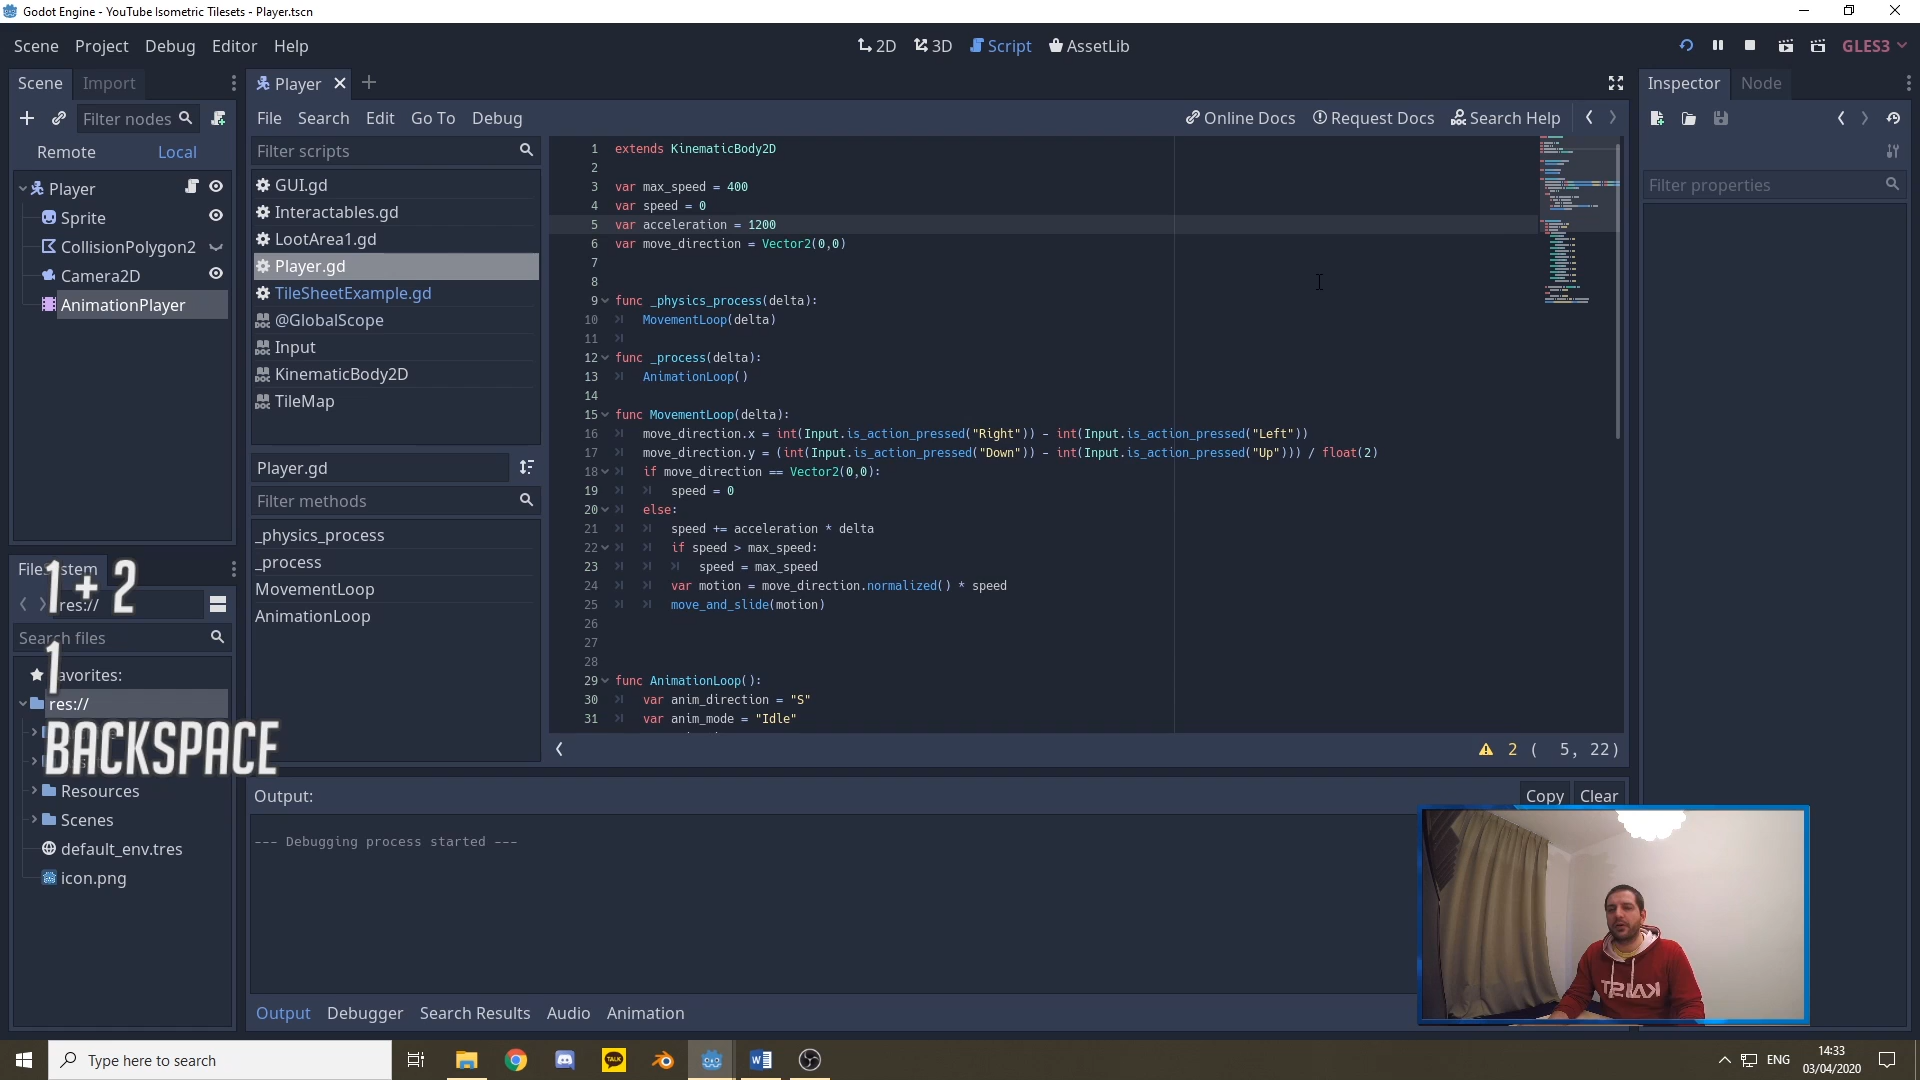 Godot Engine - YouTube Isometric Tilesets - Player.tscn
Scene Project Debug Editor Help
2D 3D Script AssetLib
GLES3
Scene Import
Filter nodes
Remote Local
Player
Sprite
CollisionPolygon2
Camera2D
AnimationPlayer
FileSystem
res://
Search files
Favorites:
res://
Resources
Scenes
default_env.tres
icon.png
1 + 2
1
BACKSPACE
Player
File Search Edit Go To Debug
Online Docs Request Docs Search Help
Filter scripts
GUI.gd
Interactables.gd
LootArea1.gd
Player.gd
TileSheetExample.gd
@GlobalScope
Input
KinematicBody2D
TileMap
Player.gd
Filter methods
_physics_process
_process
MovementLoop
AnimationLoop
1 extends KinematicBody2D
2
3 var max_speed = 400
4 var speed = 0
5 var acceleration = 1200
6 var move_direction = Vector2(0,0)
7
8
9 func _physics_process(delta):
10 MovementLoop(delta)
11
12 func _process(delta):
13 AnimationLoop()
14
15 func MovementLoop(delta):
16 move_direction.x = int(Input.is_action_pressed("Right")) - int(Input.is_action_pressed("Left"))
17 move_direction.y = (int(Input.is_action_pressed("Down")) - int(Input.is_action_pressed("Up"))) / float(2)
18 if move_direction == Vector2(0,0):
19 speed = 0
20 else:
21 speed += acceleration * delta
22 if speed > max_speed:
23 speed = max_speed
24 var motion = move_direction.normalized() * speed
25 move_and_slide(motion)
26
27
28
29 func AnimationLoop():
30 var anim_direction = "S"
31 var anim_mode = "Idle"
2 ( 5, 22)
Output:
Copy Clear
--- Debugging process started ---
Output Debugger Search Results Audio Animation
Inspector Node
Filter properties
Type here to search
TALK
ENG
14:33
03/04/2020